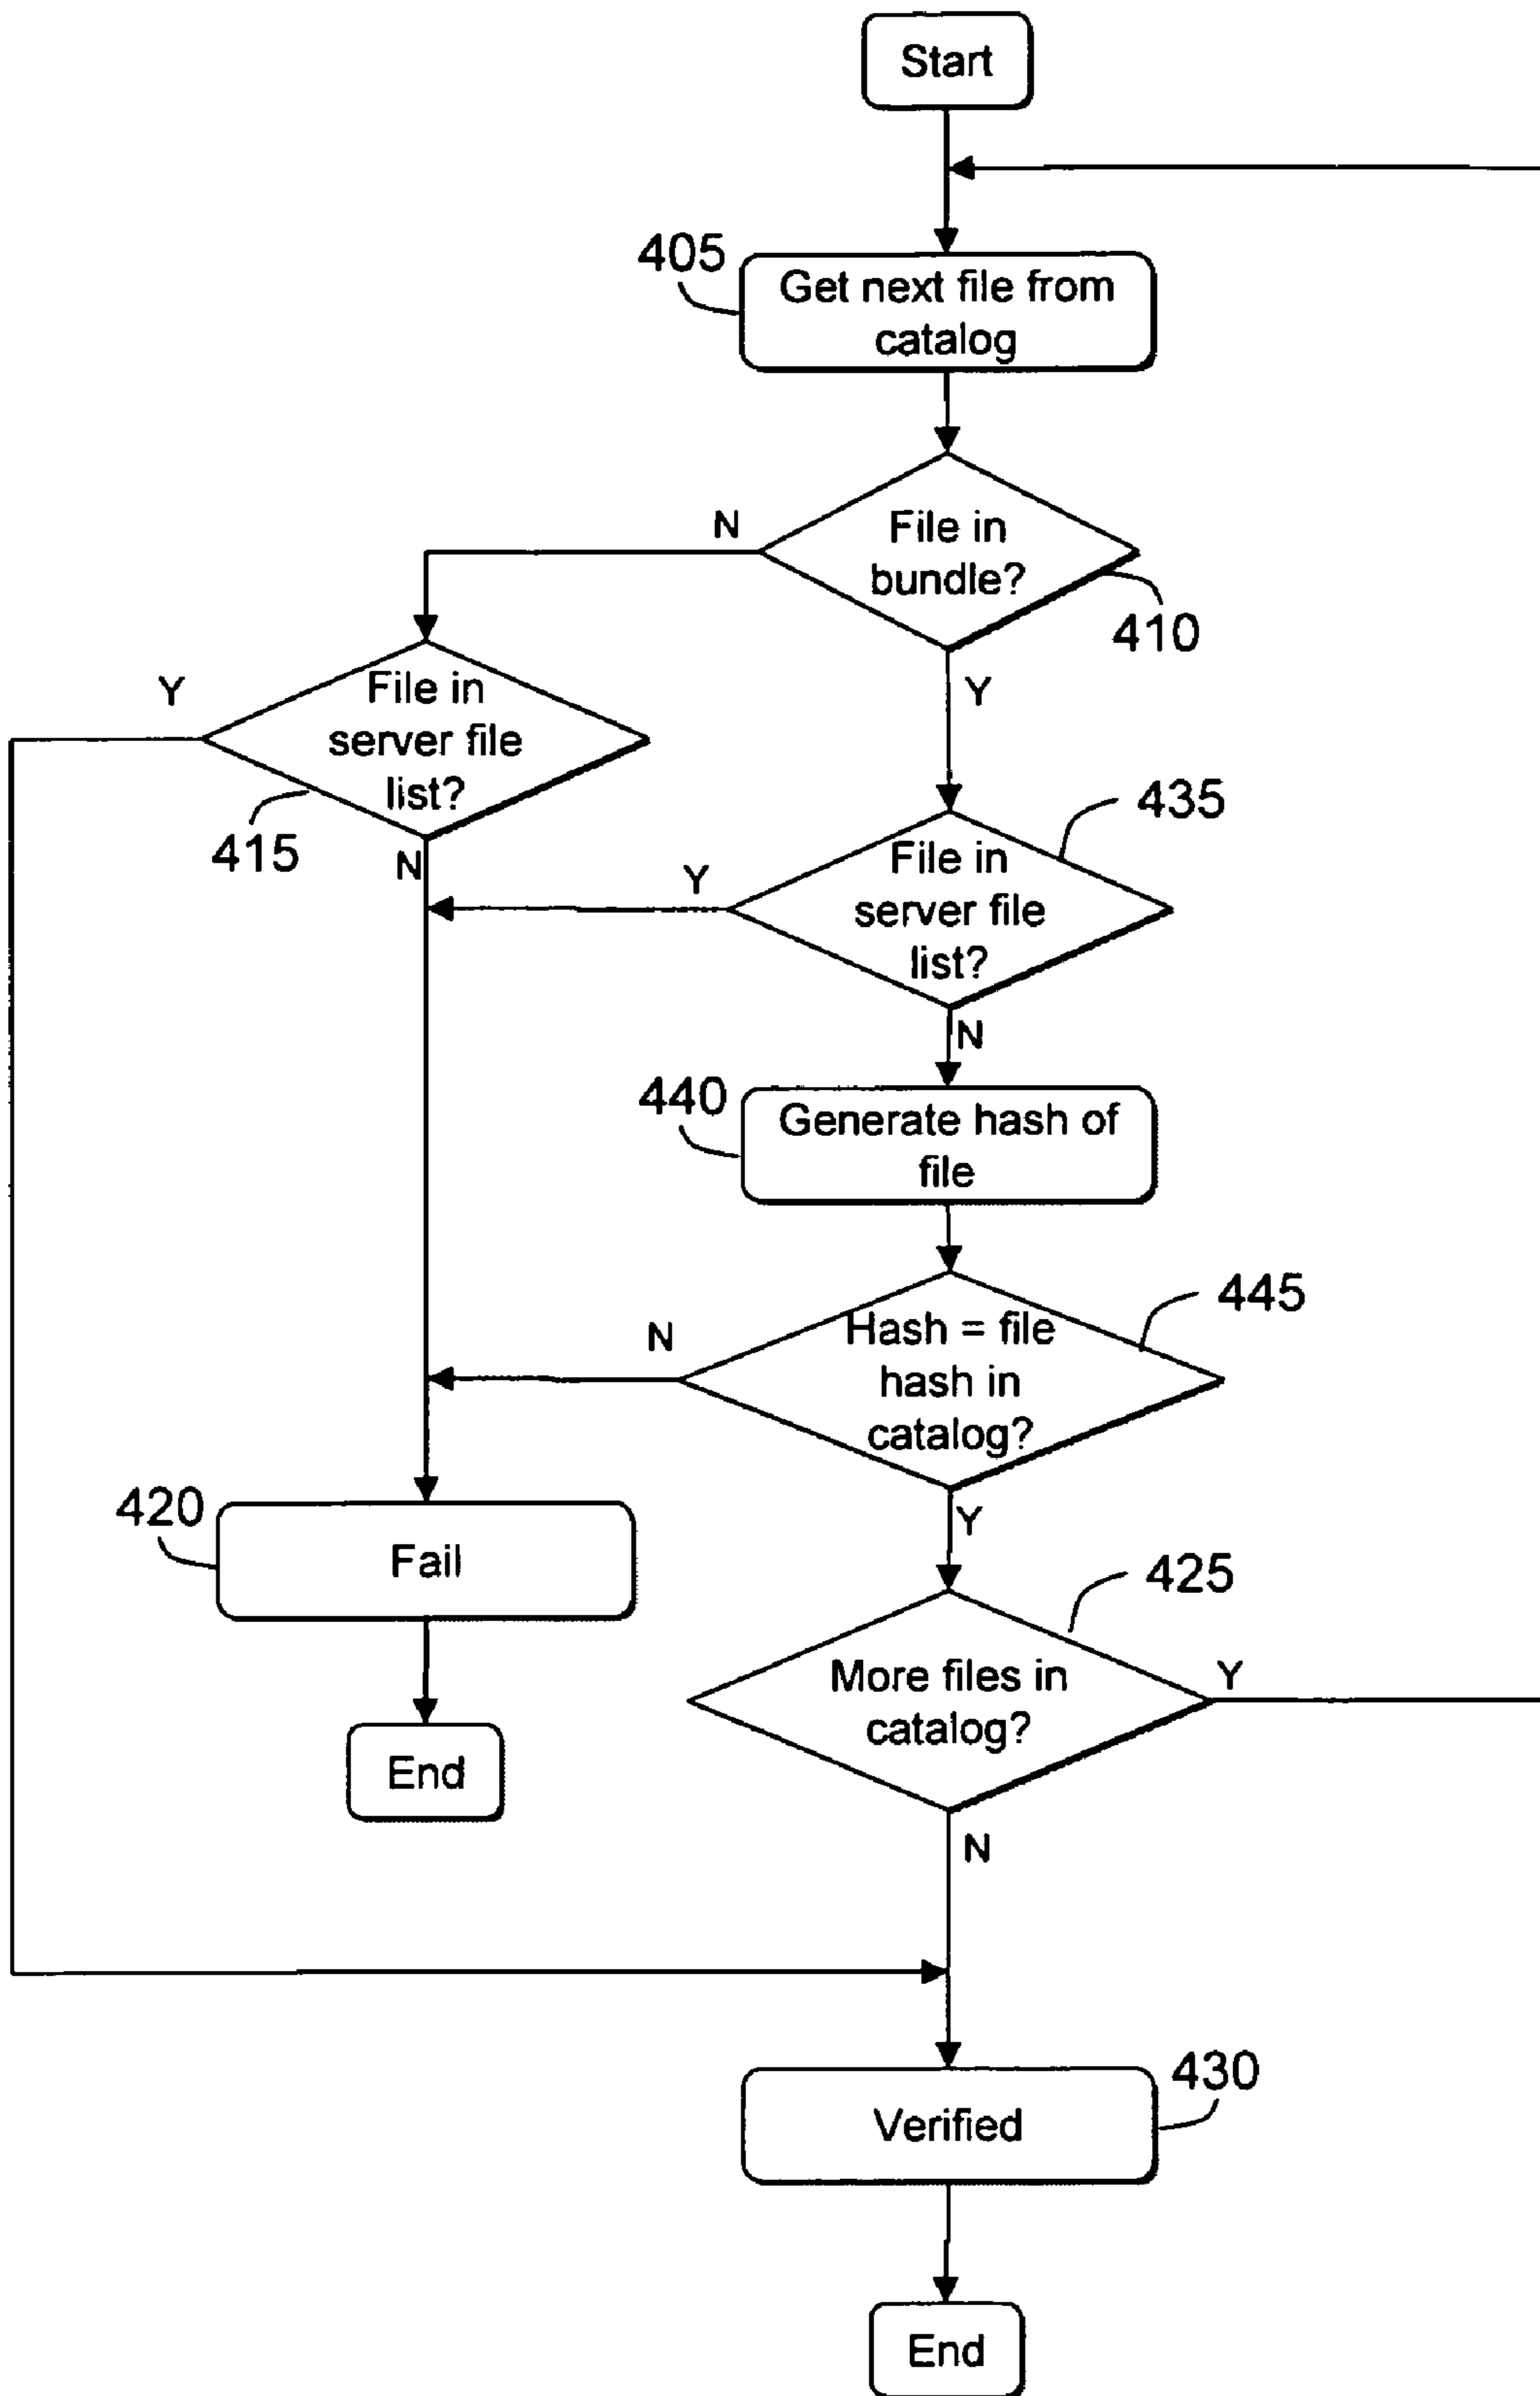 Start
405
Get next file from
catalog
N
File in
bundle?
410
Y
Y
File in
server file
list?
415
N
435
Y
File in
server file
list?
N
440
Generate hash of
file
445
N
Hash = file
hash in
catalog?
Y
420
Fail
425
More files in
catalog?
Y
End
N
430
Verified
End